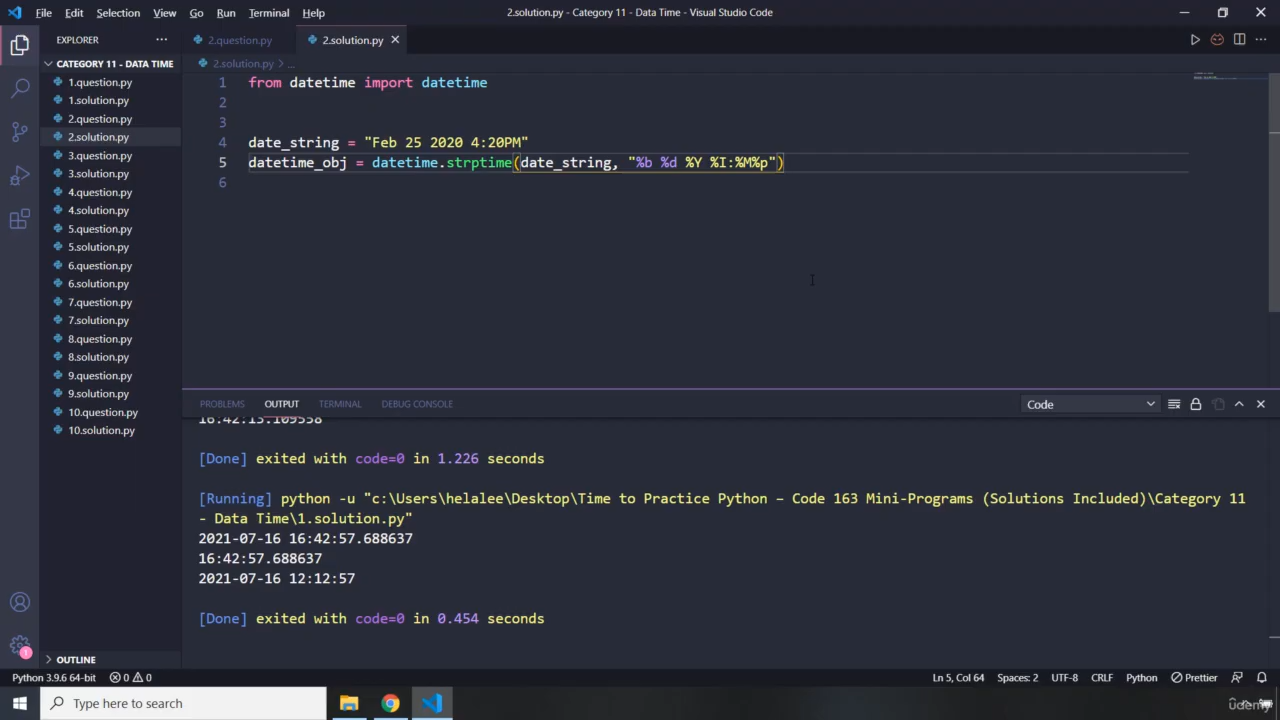 File Edit Selection View Go Run Terminal Help
2.solution.py - Category 11 - Data Time - Visual Studio Code
EXPLORER
CATEGORY 11 - DATA TIME
1.question.py
1.solution.py
2.question.py
2.solution.py
3.question.py
3.solution.py
4.question.py
4.solution.py
5.question.py
5.solution.py
6.question.py
6.solution.py
7.question.py
7.solution.py
8.question.py
8.solution.py
9.question.py
9.solution.py
10.question.py
10.solution.py
OUTLINE
2.question.py 2.solution.py
2.solution.py > ...
1 from datetime import datetime
2
3
4 date_string = "Feb 25 2020 4:20PM"
5 datetime_obj = datetime.strptime(date_string, "%b %d %Y %I:%M%p")
6
PROBLEMS OUTPUT TERMINAL DEBUG CONSOLE Code
16:42:13.109558
[Done] exited with code=0 in 1.226 seconds
[Running] python -u "c:\Users\helalee\Desktop\Time to Practice Python – Code 163 Mini-Programs (Solutions Included)\Category 11
- Data Time\1.solution.py"
2021-07-16 16:42:57.688637
16:42:57.688637
2021-07-16 12:12:57
[Done] exited with code=0 in 0.454 seconds
1
Python 3.9.6 64-bit 0 0 Ln 5, Col 64 Spaces: 2 UTF-8 CRLF Python Prettier
Type here to search
udemy